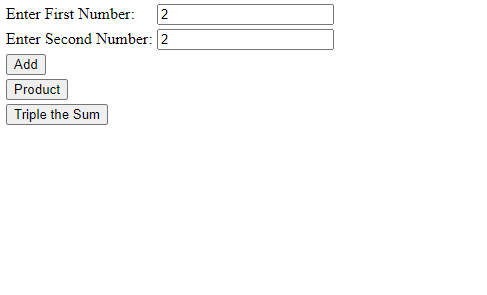 Enter First Number: 2
Enter Second Number: 2
Add
Product
Triple the Sum